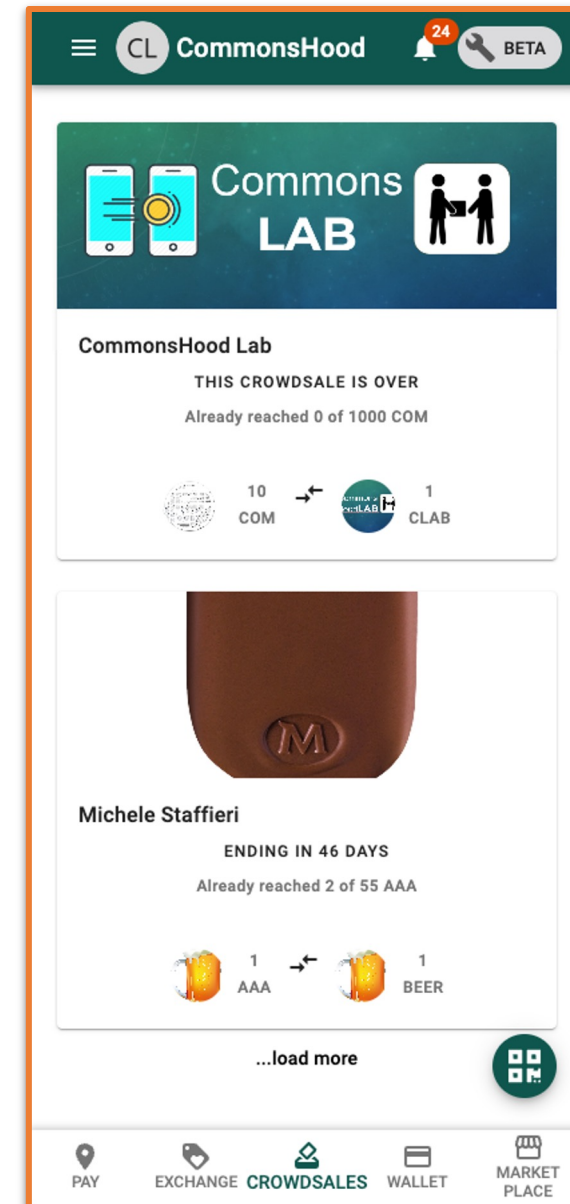 CL CommonsHood 24 BETA
Commons
LAB
CommonsHood Lab
THIS CROWDSALE IS OVER
Already reached 0 of 1000 COM
10 1
COM CLAB
M
Michele Staffieri
ENDING IN 46 DAYS
Already reached 2 of 55 AAA
1 1
AAA BEER
...load more
PAY EXCHANGE CROWDSALES WALLET MARKET
PLACE